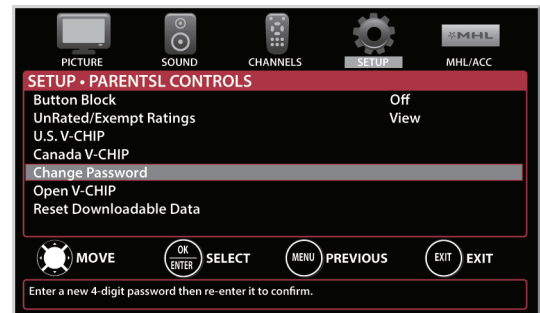 MHL
PICTURE SOUND CHANNELS SETUP MHL/ACC
SETUP • PARENTSL CONTROLS
Button Block Off
UnRated/Exempt Ratings View
U.S. V-CHIP
Canada V-CHIP
Change Password
Open V-CHIP
Reset Downloadable Data
MOVE OK ENTER SELECT MENU PREVIOUS EXIT EXIT
Enter a new 4-digit password then re-enter it to confirm.